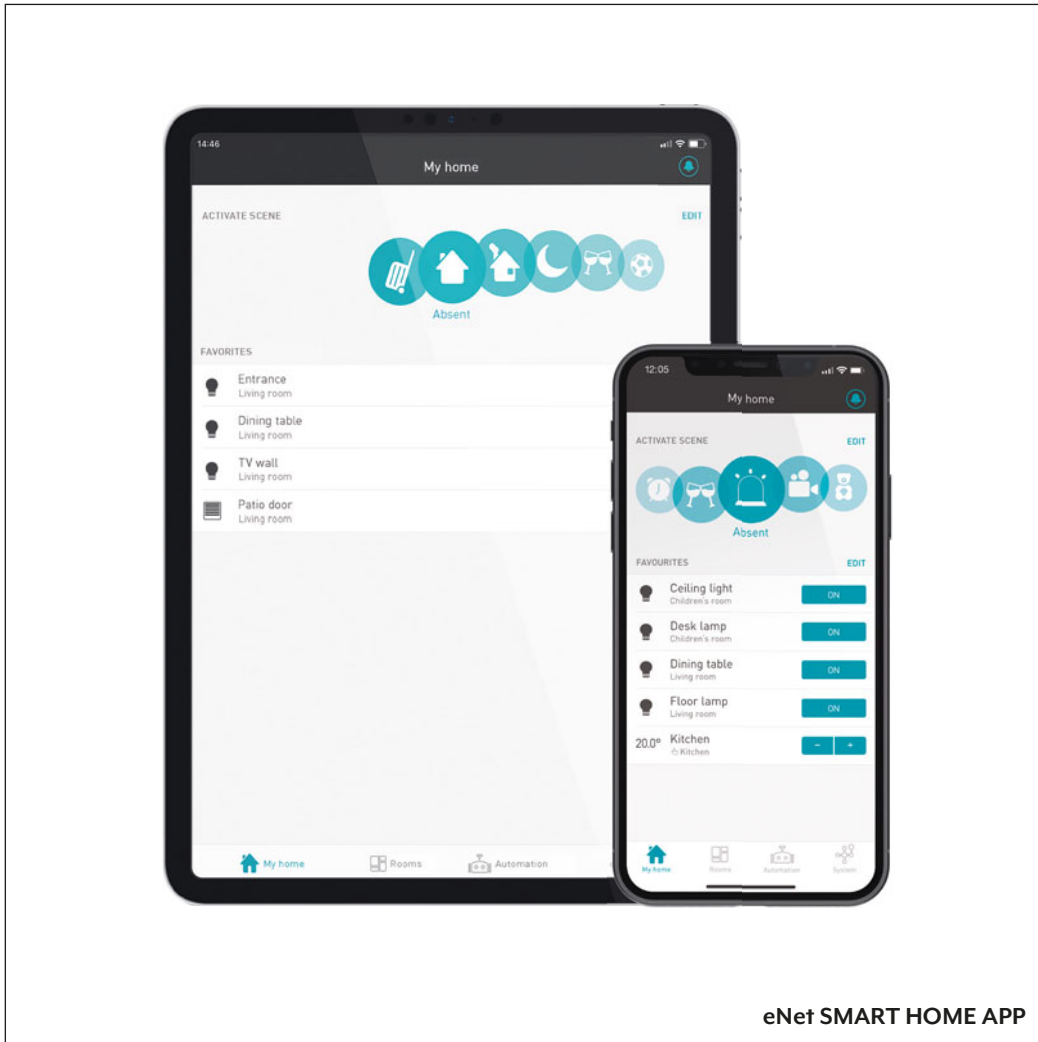 14:46
My home
ACTIVATE SCENE
EDIT
Absent
FAVORITES
Entrance
Living room
Dining table
Living room
TV wall
Living room
Patio door
Living room
My home
Rooms
Automation
12:05
My home
ACTIVATE SCENE
EDIT
Absent
FAVOURITES
EDIT
Ceiling light
Children's room
ON
Desk lamp
Children's room
ON
Dining table
Living room
ON
Floor lamp
Living room
ON
20.0°
Kitchen
Kitchen
- +
My home
Rooms
Automation
System
eNet SMART HOME APP